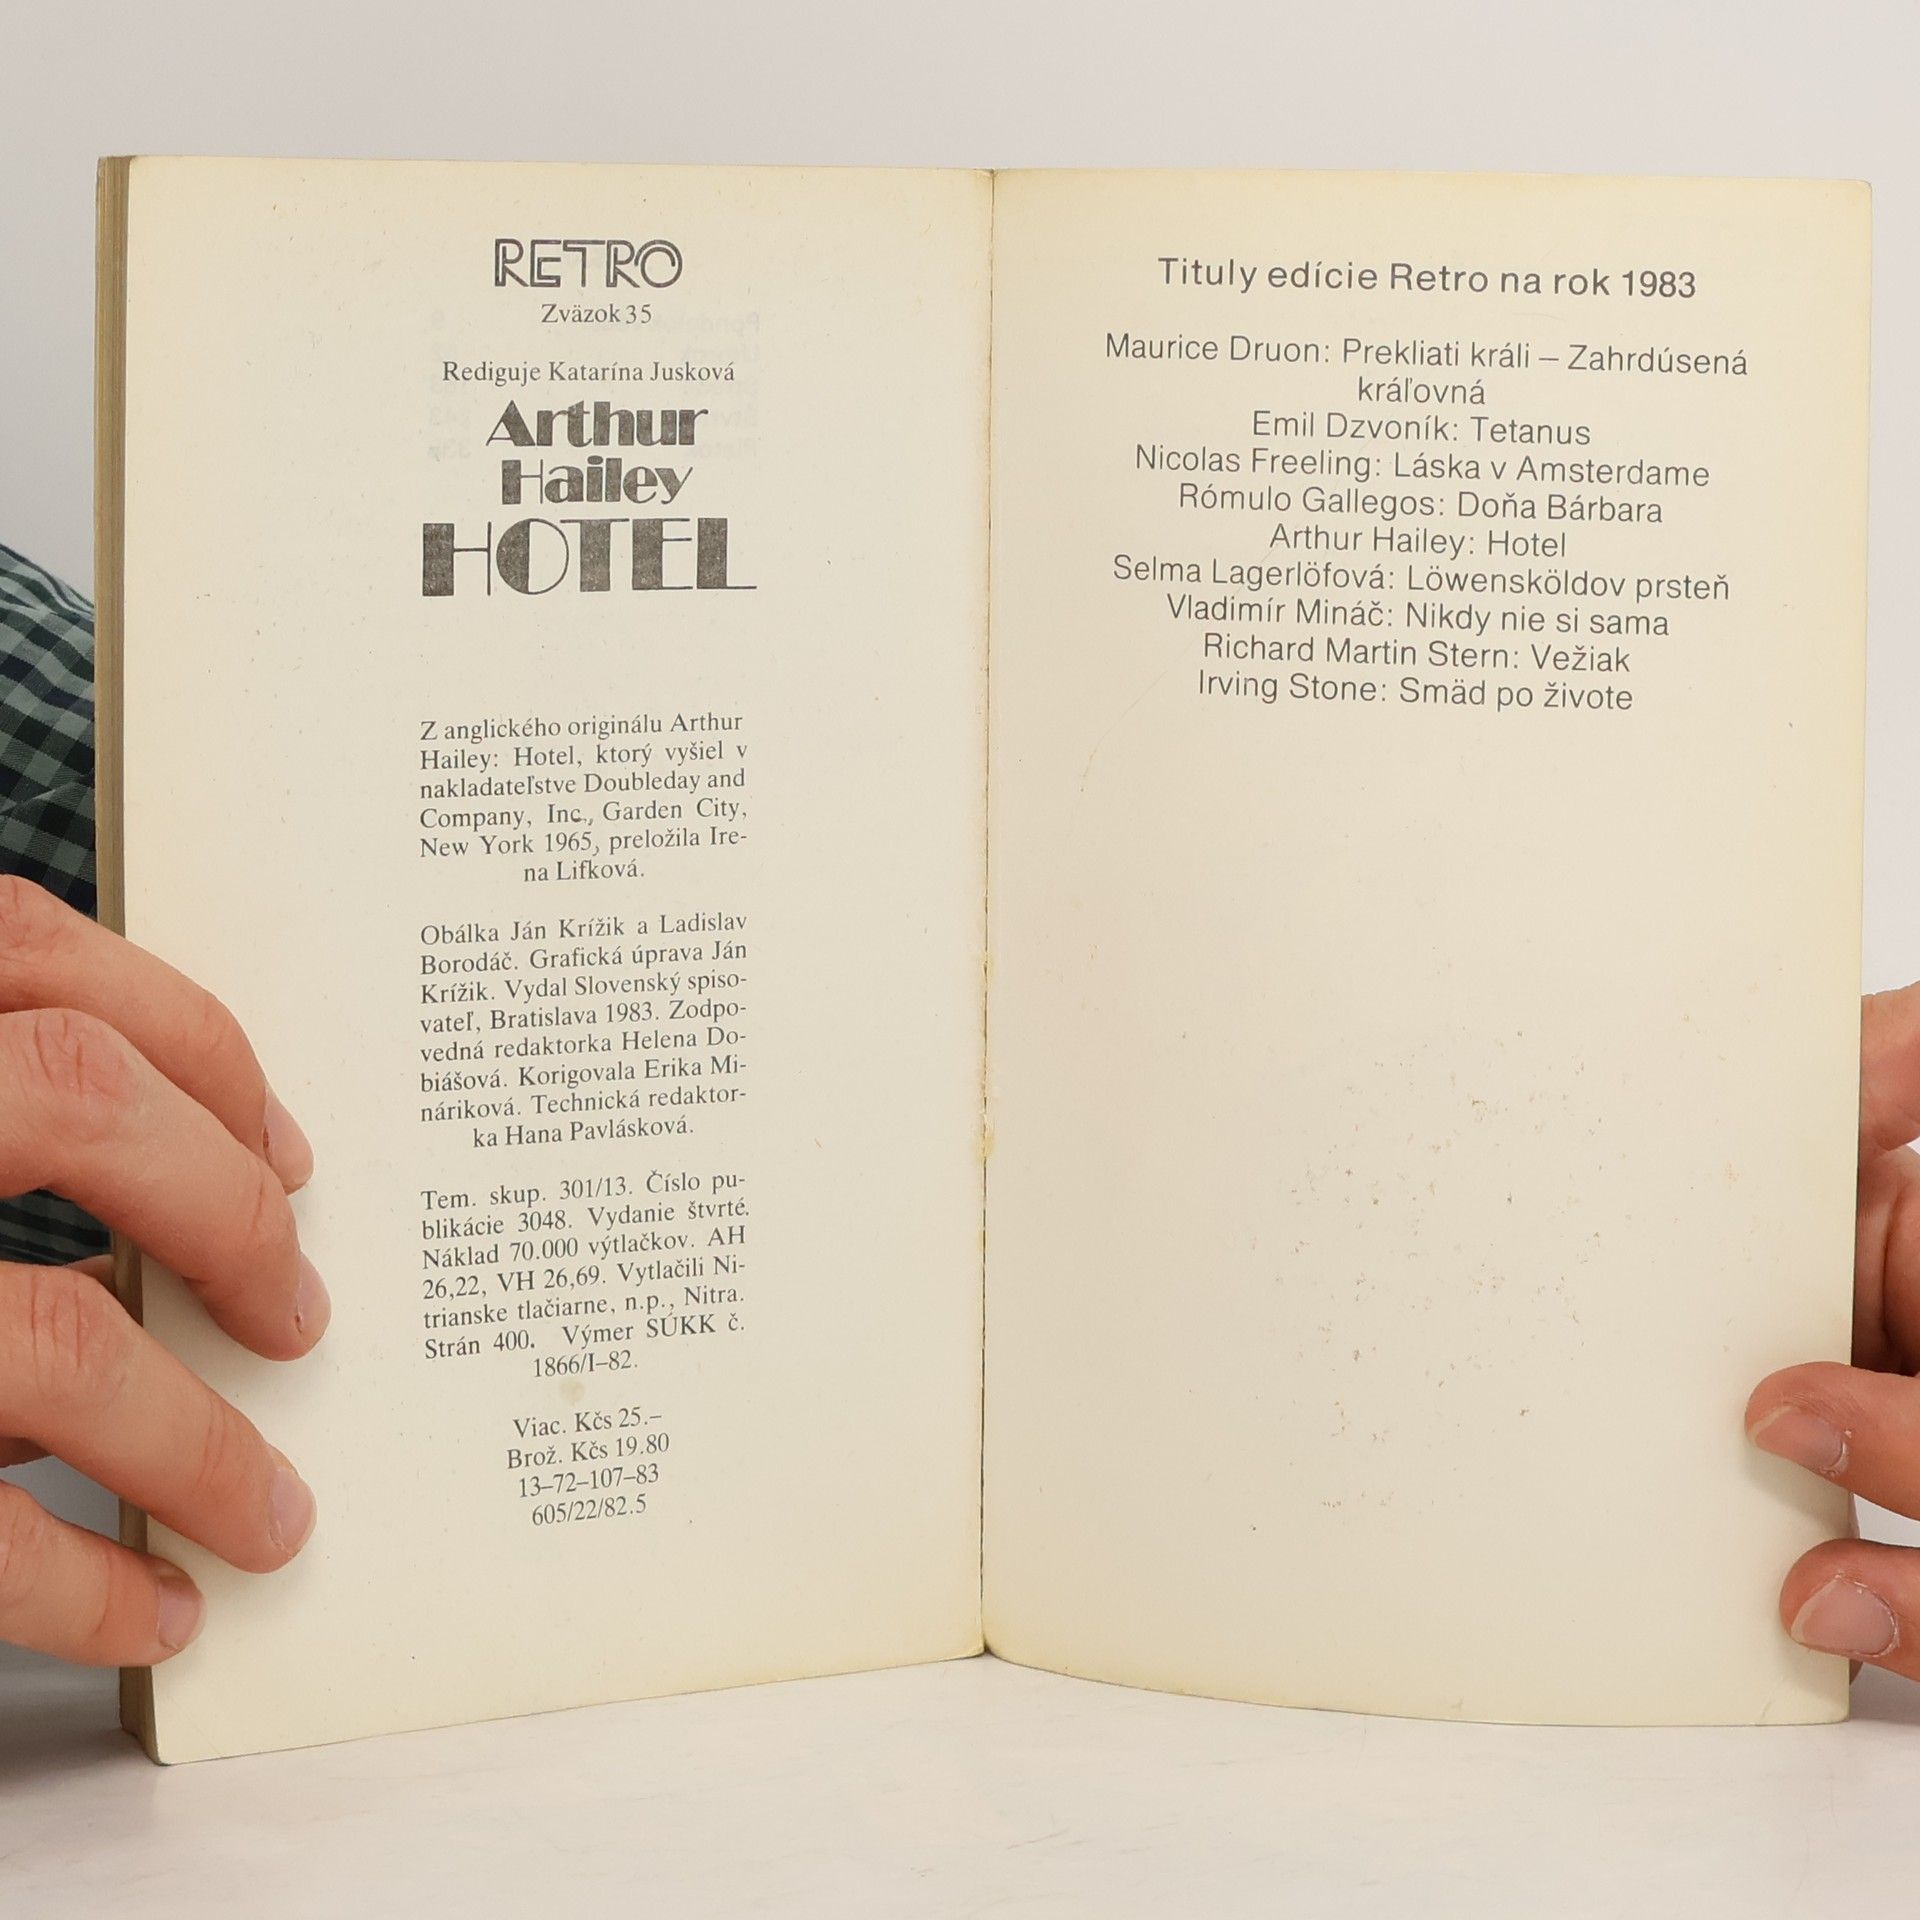 RETRO
Zväzok 35
Rediguje Katarína Jusková
Arthur
Hailey
HOTEL
Z anglického originálu Arthur
Hailey: Hotel, ktorý vyšiel v
nakladateľstve Doubleday and
Company, Inc., Garden City,
New York 1965, preložila Ire-
na Lifková.
Obálka Ján Krížik a Ladislav
Borodáč. Grafická úprava Ján
Krížik. Vydal Slovenský spiso-
vateľ, Bratislava 1983. Zodpo-
vedná redaktorka Helena Do-
biášová. Korigovala Erika Mi-
náriková. Technická redaktor-
ka Hana Pavlásková.
Tem. skup. 301/13. Číslo pu-
blikácie 3048. Vydanie štvrté.
Náklad 70.000 výtlačkov. AH
26,22, VH 26,69. Vytlačili Ni-
trianske tlačiarne, n.p., Nitra.
Strán 400. Výmer SÚKK č.
1866/I–82.
Viac. Kčs 25.–
Brož. Kčs 19.80
13–72–107–83
605/22/82.5
Tituly edície Retro na rok 1983
Maurice Druon: Prekliati králi – Zahrdúsená
kráľovná
Emil Dzvoník: Tetanus
Nicolas Freeling: Láska v Amsterdame
Rómulo Gallegos: Doňa Bárbara
Arthur Hailey: Hotel
Selma Lagerlöfová: Löwensköldov prsteň
Vladimír Mináč: Nikdy nie si sama
Richard Martin Stern: Vežiak
Irving Stone: Smäd po živote